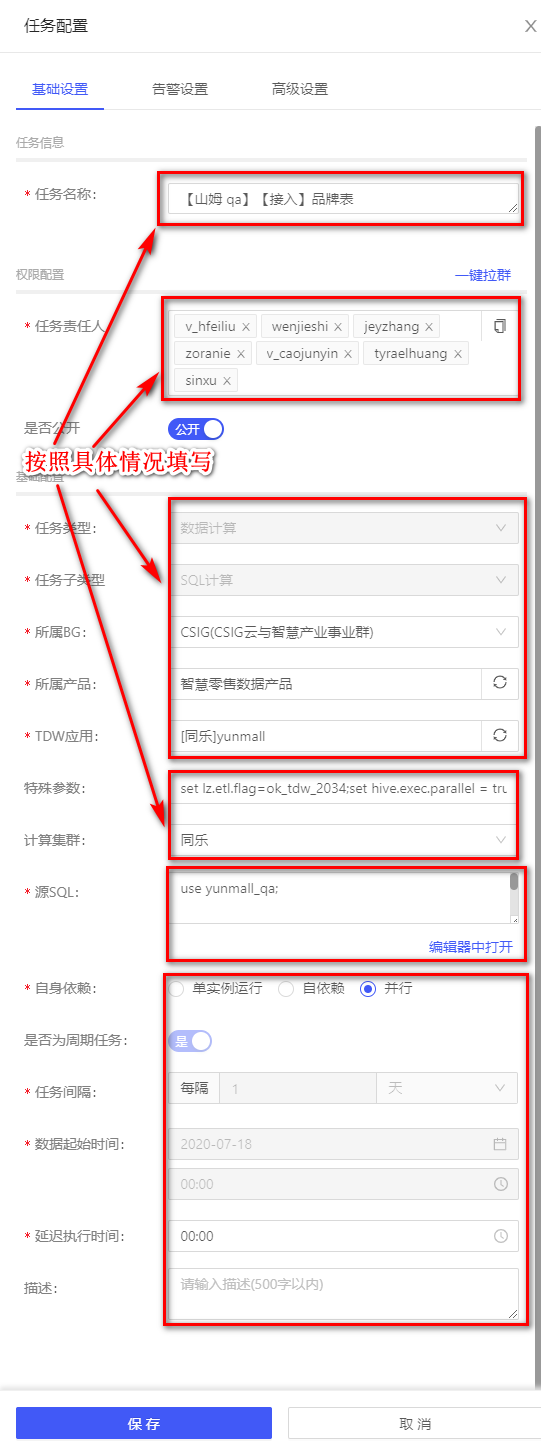 任务配置
基础设置 告警设置 高级设置
任务信息
* 任务名称: 【山姆 qa】【接入】品牌表
权限配置 一键拉群
* 任务责任人 v_hfeiliu × wenjieshi × jeyzhang ×
zoranie × v_caojunyin × tyraelhuang ×
sinxu ×
是否公开 公开
按照具体情况填写
基础配置
* 任务类型: 数据计算
* 任务子类型 SQL计算
* 所属BG: CSIG(CSIG云与智慧产业事业群)
* 所属产品: 智慧零售数据产品
* TDW应用: [同乐]yunmall
特殊参数: set lz.etl.flag=ok_tdw_2034;set hive.exec.parallel = tru
计算集群: 同乐
* 源SQL: use yunmall_qa;
编辑器中打开
* 自身依赖: 单实例运行 自依赖 并行
是否为周期任务: 是
* 任务间隔: 每隔 1 天
* 数据起始时间: 2020-07-18
00:00
* 延迟执行时间: 00:00
描述: 请输入描述(500字以内)
保 存 取 消